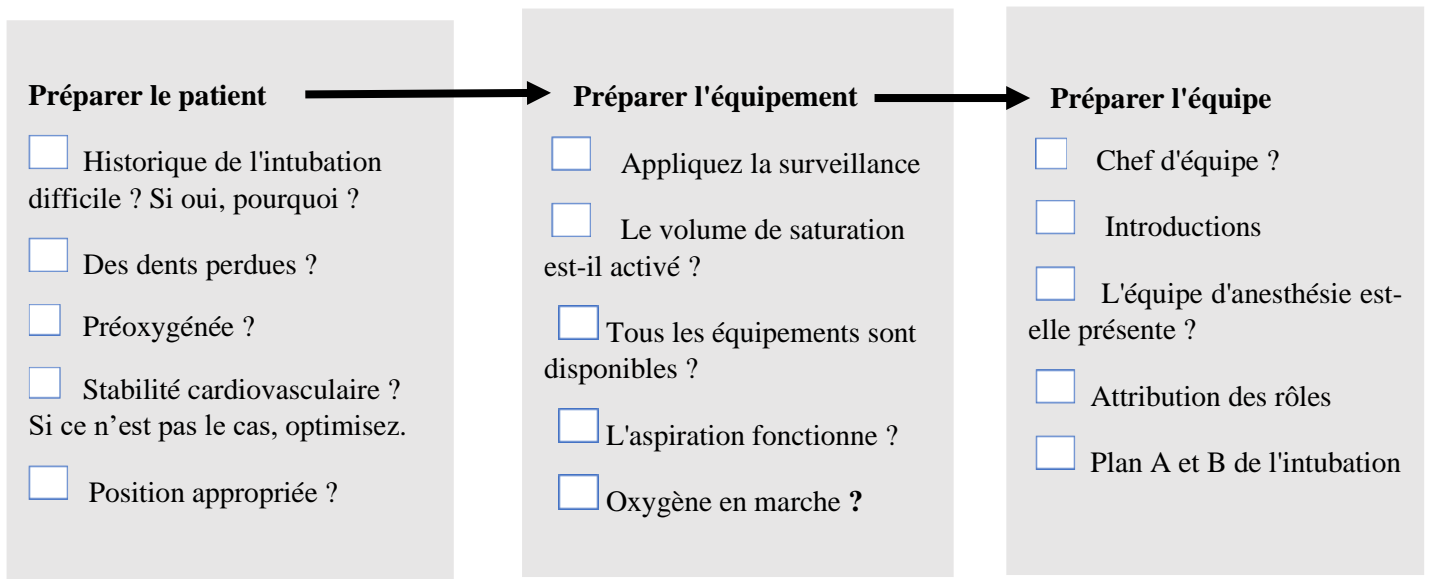 Préparer le patient
Historique de l'intubation
difficile ? Si oui, pourquoi ?
Des dents perdues ?
Préoxygénée ?
Stabilité cardiovasculaire ?
Si ce n’est pas le cas, optimisez.
Position appropriée ?
Préparer l'équipement
Appliquez la surveillance
Le volume de saturation
est-il activé ?
Tous les équipements sont
disponibles ?
L'aspiration fonctionne ?
Oxygène en marche ?
Préparer l'équipe
Chef d'équipe ?
Introductions
L'équipe d'anesthésie est-
elle présente ?
Attribution des rôles
Plan A et B de l'intubation